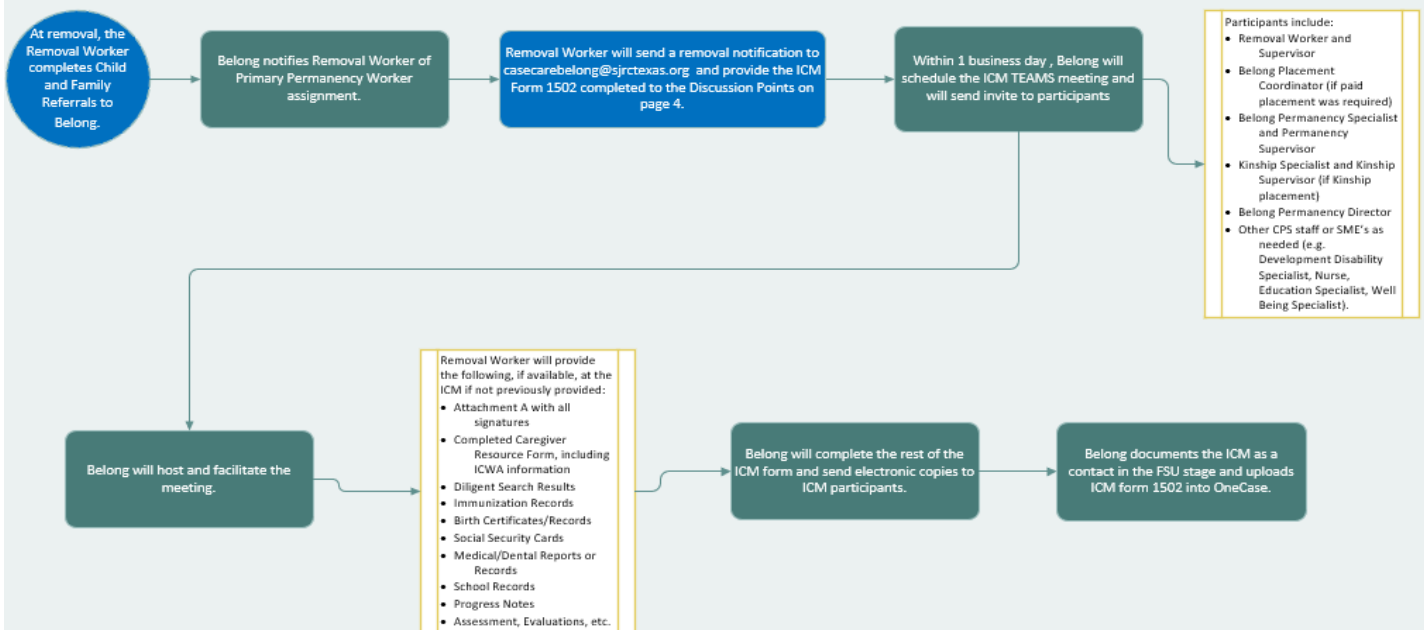 At removal, the
Removal Worker
completes Child
and Family
Referrals to
Belong.
Belong notifies Removal Worker of
Primary Permanency Worker
assignment.
Removal Worker will send a removal notification to
casecarebelong@sjrctexas.org and provide the ICM
Form 1502 completed to the Discussion Points on
page 4.
Within 1 business day , Belong will
schedule the ICM TEAMS meeting and
will send invite to participants
Participants include:
• Removal Worker and
Supervisor
• Belong Placement
Coordinator (if paid
placement was required)
• Belong Permanency Specialist
and Permanency
Supervisor
• Kinship Specialist and Kinship
Supervisor (if Kinship
placement)
• Belong Permanency Director
• Other CPS staff or SME's as
needed (e.g.
Development Disability
Specialist, Nurse,
Education Specialist, Well
Being Specialist).
Belong will host and facilitate the
meeting.
Removal Worker will provide
the following, if available, at the
ICM if not previously provided:
• Attachment A with all
signatures
• Completed Caregiver
Resource Form, including
ICWA information
• Diligent Search Results
• Immunization Records
• Birth Certificates/Records
• Social Security Cards
• Medical/Dental Reports or
Records
• School Records
• Progress Notes
• Assessment, Evaluations, etc.
Belong will complete the rest of the
ICM form and send electronic copies to
ICM participants.
Belong documents the ICM as a
contact in the FSU stage and uploads
ICM form 1502 into OneCase.